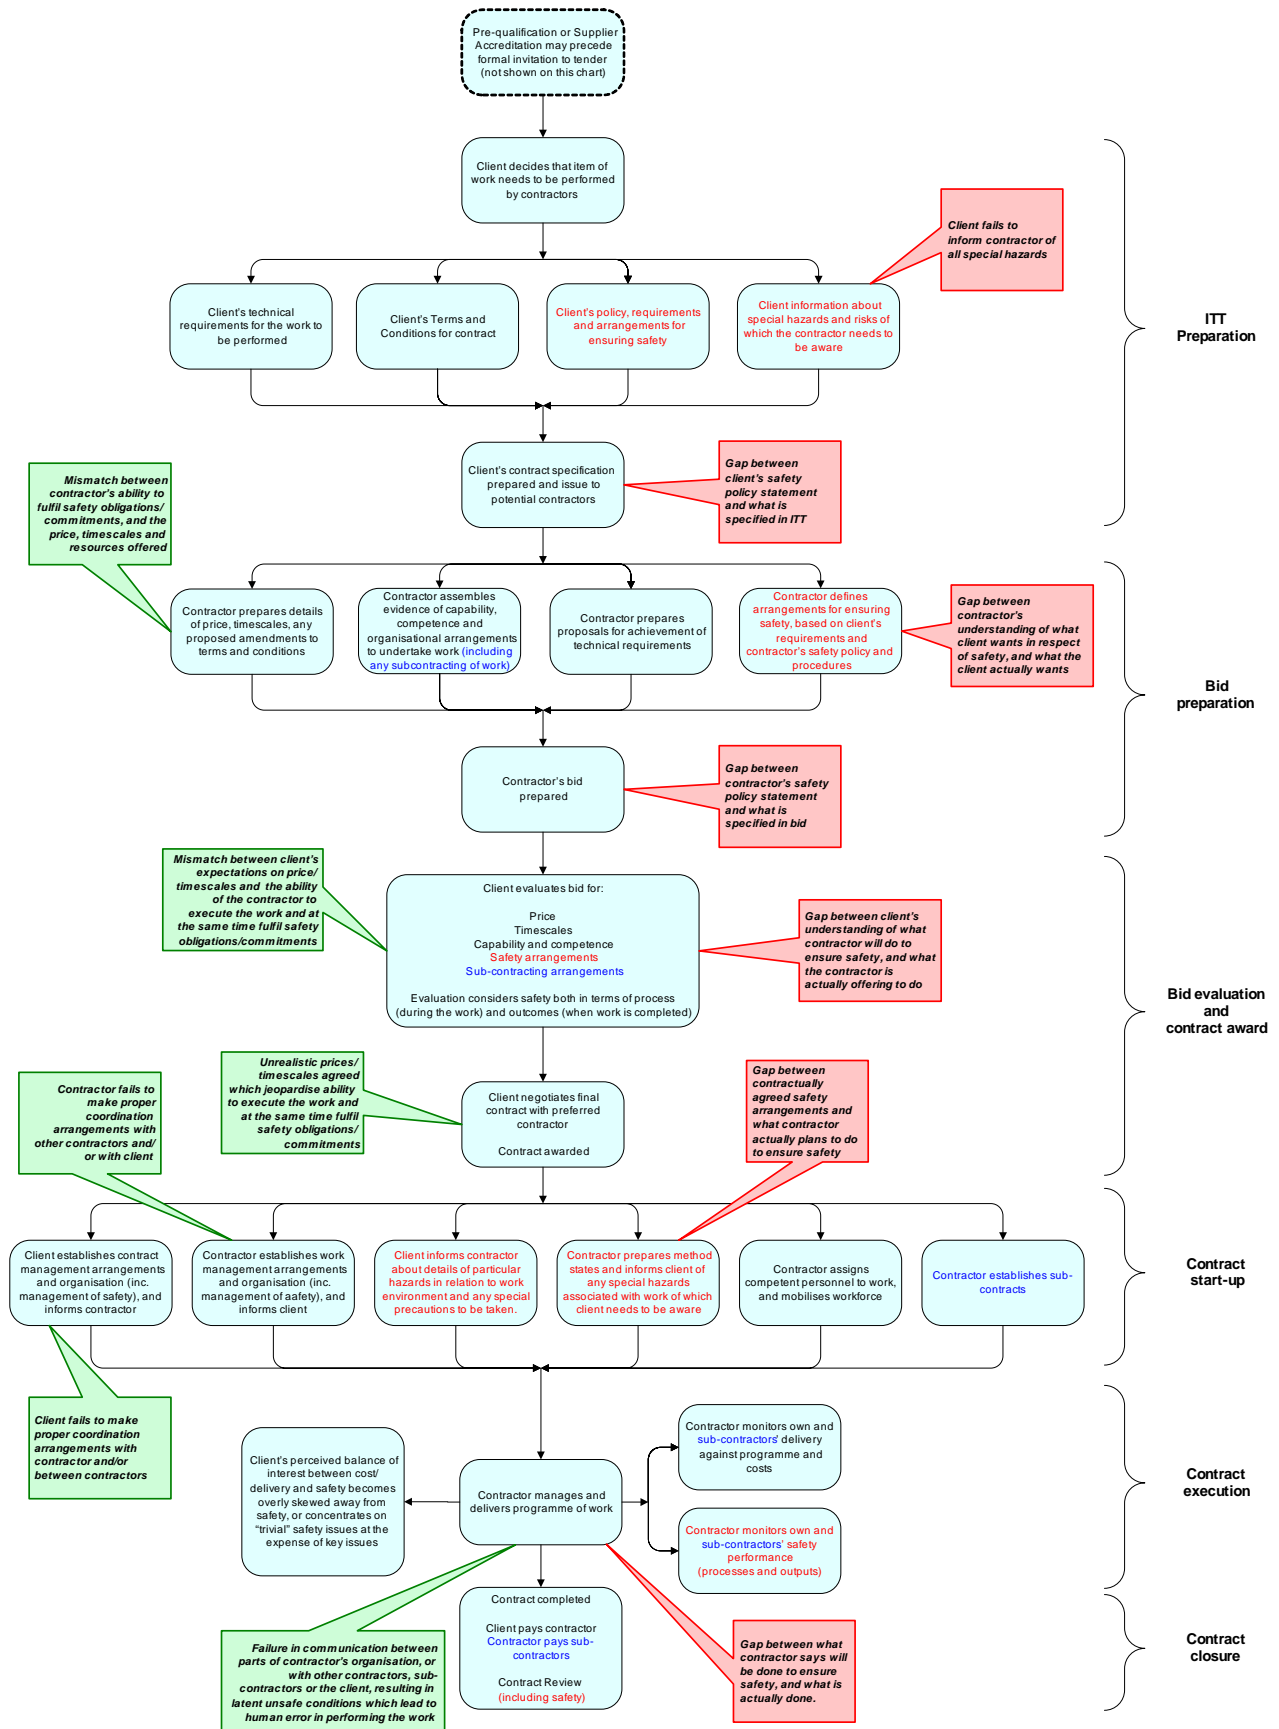 Pre-qualification or Supplier
Accreditation may precede
formal invitation to tender
(not shown on this chart)
Client decides that item of
work needs to be performed
by contractors
Client fails to
inform contractor of
all special hazards
ITT
Preparation
Client's technical
requirements for the work to
be performed
Client's Terms and
Conditions for contract
Client's policy, requirements
and arrangements for
ensuring safety
Client information about
special hazards and risks of
which the contractor needs to
be aware
Client's contract specification
prepared and issue to
potential contractors
Gap between
client's safety
policy statement
and what is
specified in ITT
Mismatch between
contractor's ability to
fulfil safety obligations/
commitments, and the
price, timescales and
resources offered
Contractor prepares details
of price, timescales, any
proposed amendments to
terms and conditions
Contractor assembles
evidence of capability,
competence and
organisational arrangements
to undertake work (including
any subcontracting of work)
Contractor prepares
proposals for achievement of
technical requirements
Contractor defines
arrangements for ensuring
safety, based on client's
requirements and
contractor's safety policy and
procedures
Gap between
contractor's
understanding of what
client wants in respect
of safety, and what the
client actually wants
Bid
preparation
Contractor's bid
prepared
Gap between
contractor's safety
policy statement
and what is
specified in bid
Mismatch between client's
expectations on price/
timescales and the ability
of the contractor to
execute the work and at
the same time fulfil safety
obligations/commitments
Client evaluates bid for:
Price
Timescales
Capability and competence
Safety arrangements
Sub-contracting arrangements
Evaluation considers safety both in terms of process
(during the work) and outcomes (when work is completed)
Gap between client's
understanding of what
contractor will do to
ensure safety, and what
the contractor is
actually offering to do
Bid evaluation
and
contract award
Unrealistic prices/
timescales agreed
which jeopardise ability
to execute the work and
at the same time fulfil
safety obligations/
commitments
Client negotiates final
contract with preferred
contractor
Contract awarded
Gap between
contractually
agreed safety
arrangements and
what contractor
actually plans to do
to ensure safety
Contractor fails to
make proper
coordination
arrangements with
other contractors and/
or with client
Client establishes contract
management arrangements
and organisation (inc.
management of safety), and
informs contractor
Contractor establishes work
management arrangements
and organisation (inc.
management of aafety), and
informs client
Client informs contractor
about details of particular
hazards in relation to work
environment and any special
precautions to be taken.
Contractor prepares method
states and informs client of
any special hazards
associated with work of which
client needs to be aware
Contractor assigns
competent personnel to work,
and mobilises workforce
Contractor establishes sub-
contracts
Contract
start-up
Client fails to make
proper coordination
arrangements with
contractor and/or
between contractors
Client's perceived balance of
interest between cost/
delivery and safety becomes
overly skewed away from
safety, or concentrates on
"trivial" safety issues at the
expense of key issues
Contractor manages and
delivers programme of work
Contractor monitors own and
sub-contractors' delivery
against programme and
costs
Contractor monitors own and
sub-contractors' safety
performance
(processes and outputs)
Contract
execution
Failure in communication between
parts of contractor's organisation, or
with other contractors, sub-
contractors or the client, resulting in
latent unsafe conditions which lead to
human error in performing the work
Contract completed
Client pays contractor
Contractor pays sub-
contractors
Contract Review
(including safety)
Gap between what
contractor says will
be done to ensure
safety, and what is
actually done.
Contract
closure